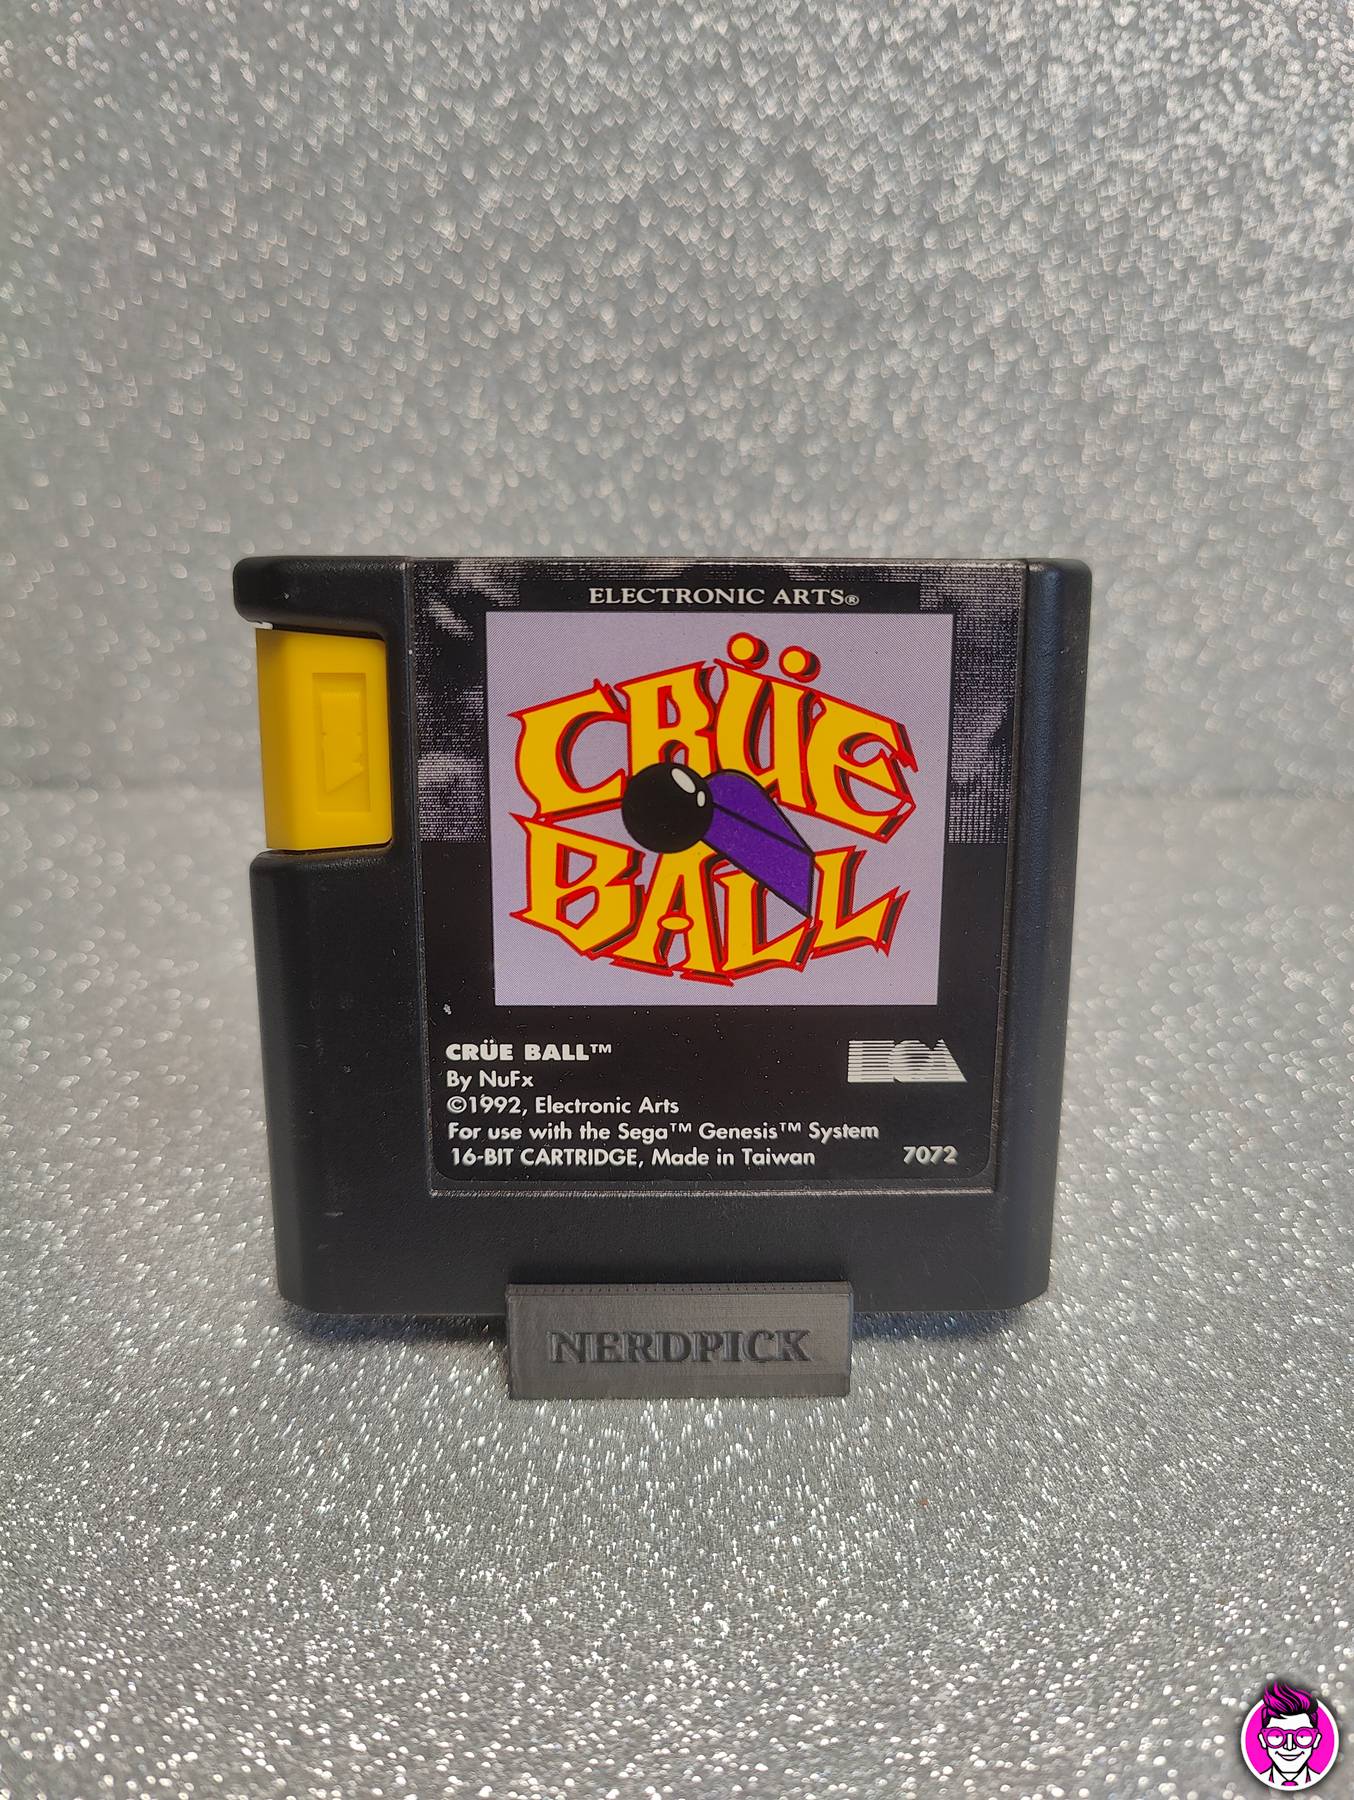 ELECTRONIC ARTS®
CRÜE
BALL
CRÜE BALL™
By NuFx
©1992, Electronic Arts
For use with the Sega™ Genesis™ System
16-BIT CARTRIDGE, Made in Taiwan
7072
EA
NERDPICK